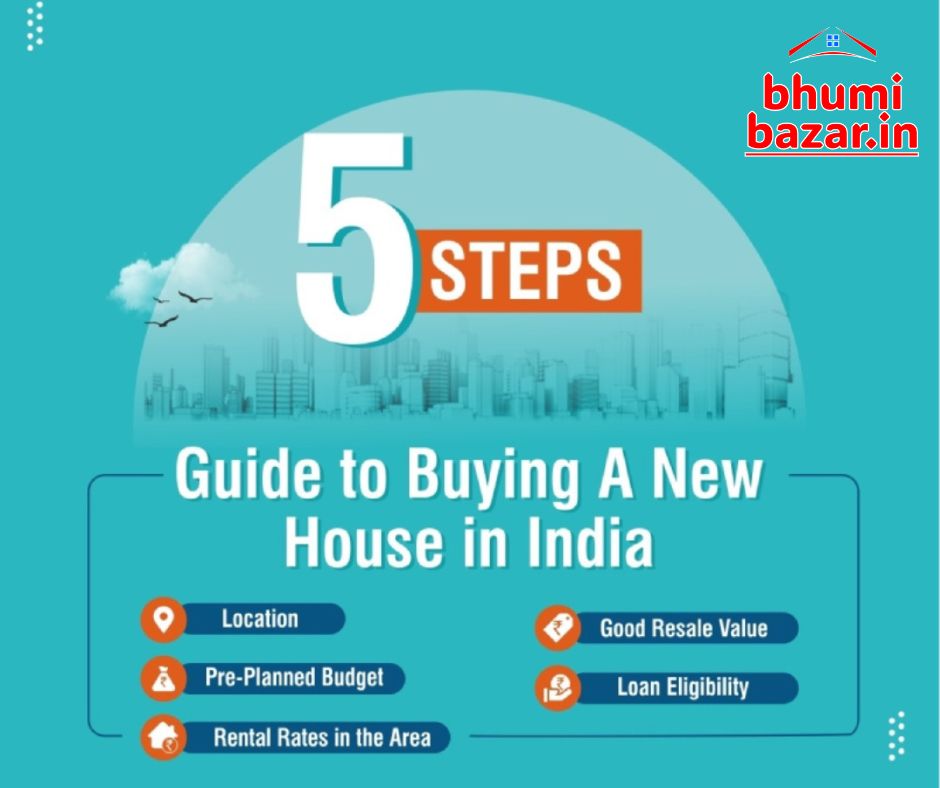 bhumi
bazar.in
5
STEPS
Guide to Buying A New
House in India
Location
Pre-Planned Budget
Rental Rates in the Area
Good Resale Value
Loan Eligibility